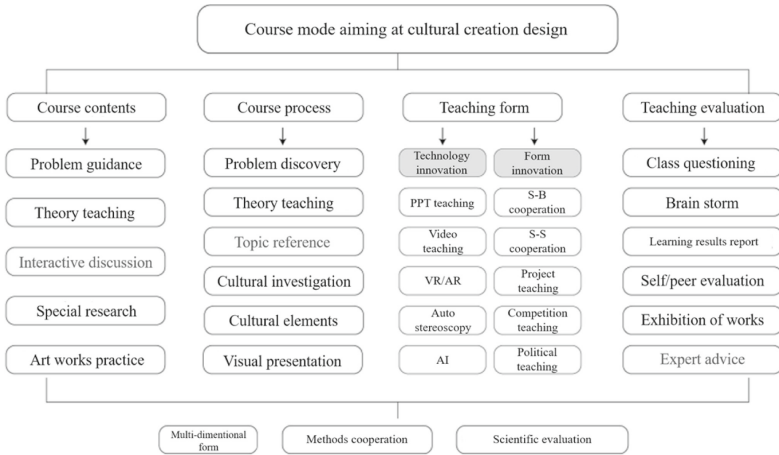 Course mode aiming at cultural creation design
Course contents
Problem guidance
Theory teaching
Interactive discussion
Special research
Art works practice
Course process
Problem discovery
Theory teaching
Topic reference
Cultural investigation
Cultural elements
Visual presentation
Teaching form
Technology
innovation
PPT teaching
Video
teaching
VR/AR
Auto
stereoscopy
AI
Form
innovation
S-B
cooperation
S-S
cooperation
Project
teaching
Competition
teaching
Political
teaching
Teaching evaluation
Class questioning
Brain storm
Learning results report
Self/peer evaluation
Exhibition of works
Expert advice
Multi-dimentional
form
Methods cooperation
Scientific evaluation